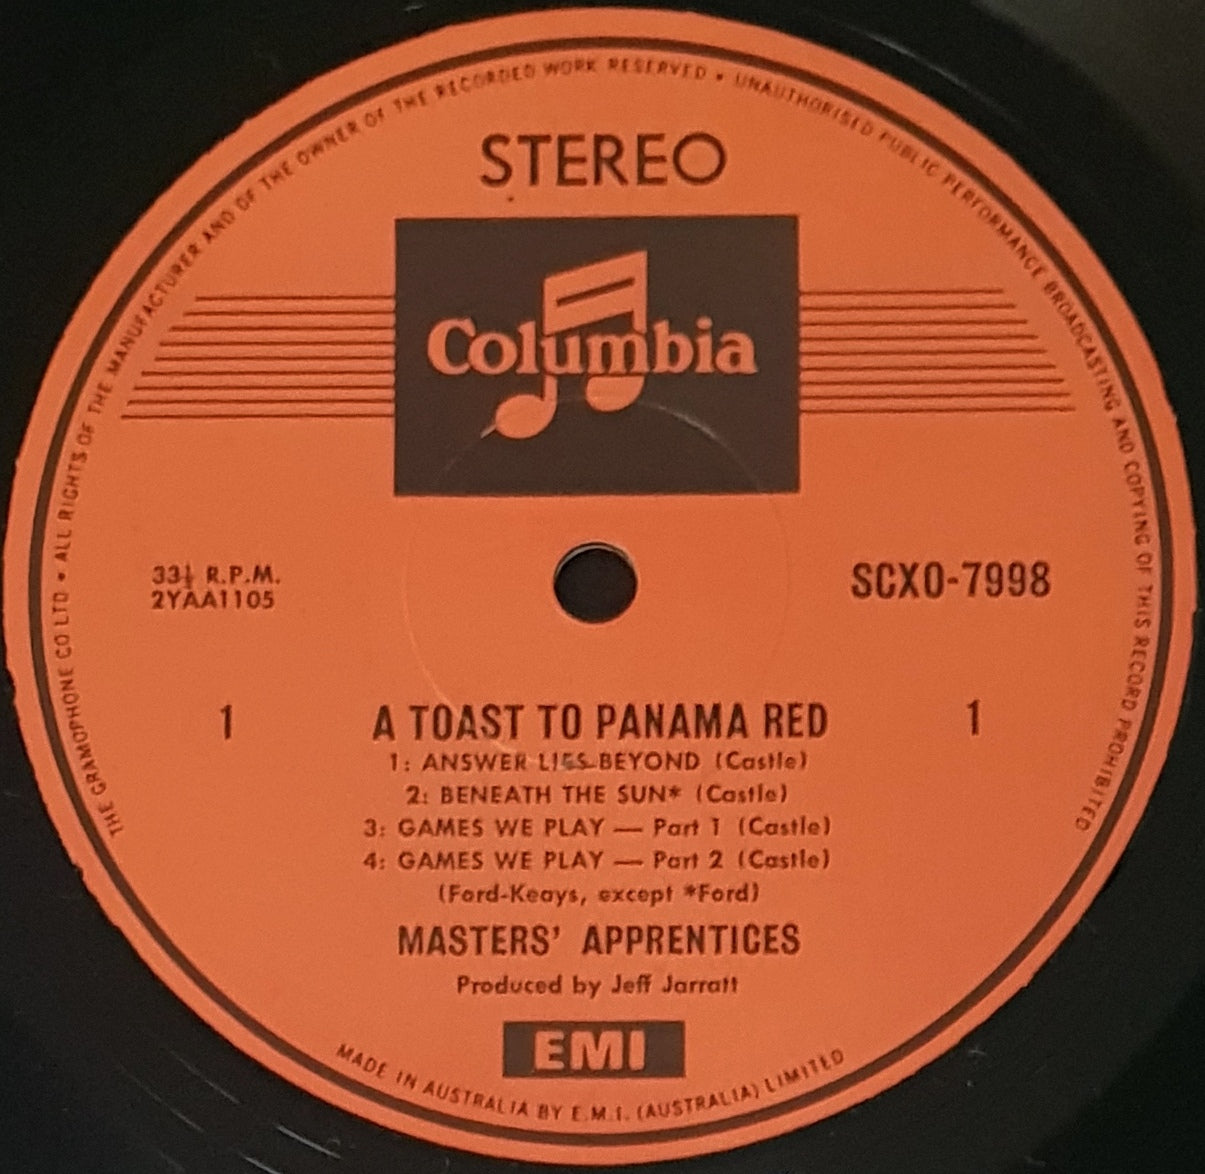 THE GRAMOPHONE CO LTD • ALL RIGHTS OF THE MANUFACTURER AND OF THE OWNER OF THE RECORDED WORK RESERVED • UNAUTHORISED PUBLIC PERFORMANCE BROADCASTING AND COPYING OF THIS RECORD PROHIBITED
STEREO
Columbia
33⅓ R.P.M.
2YAA1105
SCXO-7998
1 A TOAST TO PANAMA RED 1
1: ANSWER LIES BEYOND (Castle)
2: BENEATH THE SUN* (Castle)
3: GAMES WE PLAY — Part 1 (Castle)
4: GAMES WE PLAY — Part 2 (Castle)
(Ford-Keays, except *Ford)
MASTERS' APPRENTICES
Produced by Jeff Jarratt
EMI
MADE IN AUSTRALIA BY E.M.I. (AUSTRALIA) LIMITED